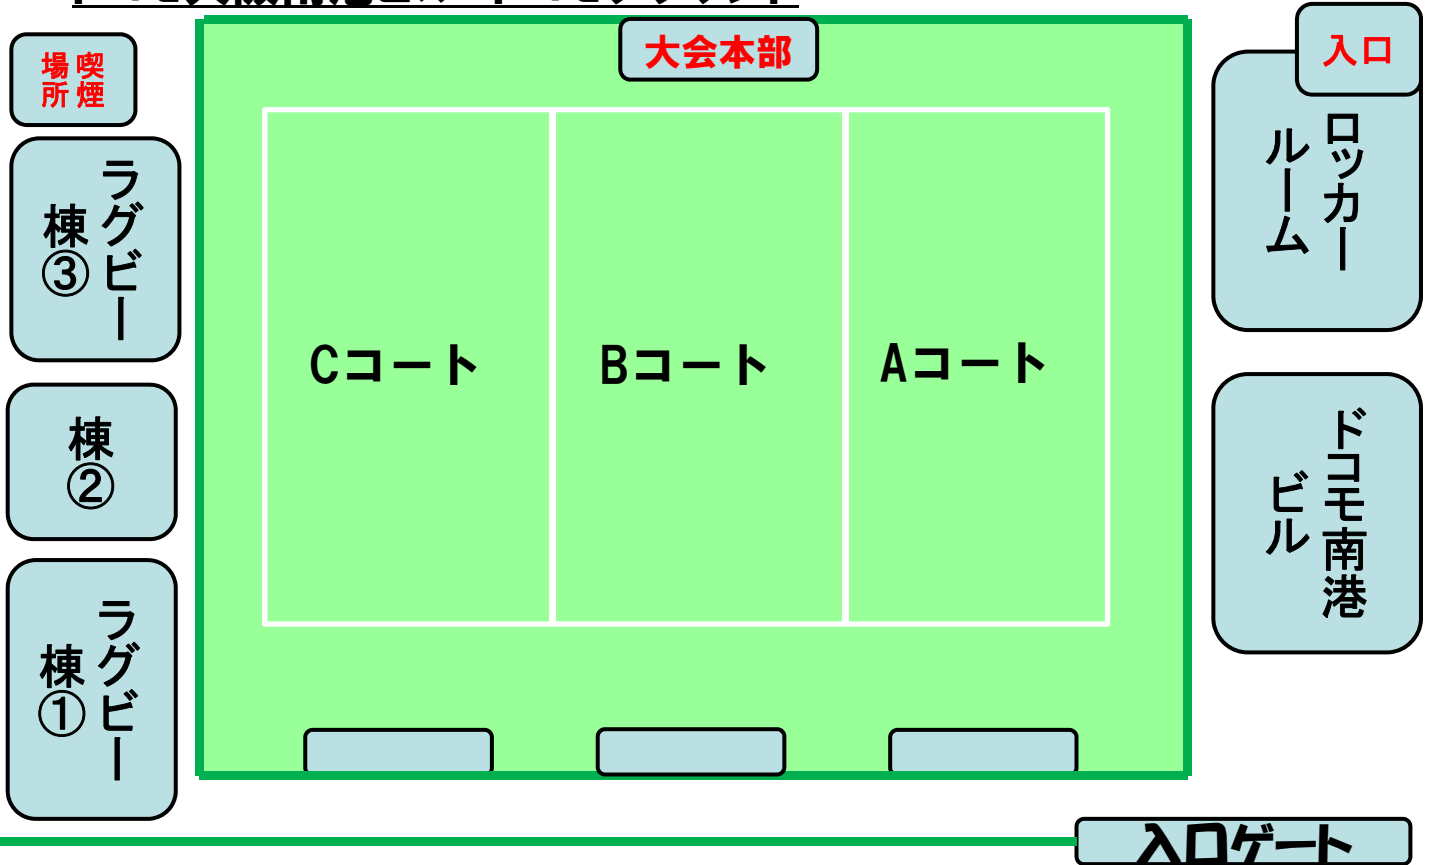 大会本部
入口
喫煙
場所
ロッカー
ルーム
ラグビー
棟③
Cコート
Bコート
Aコート
棟②
ドコモ南港
ビル
ラグビー
棟①
入口ゲート